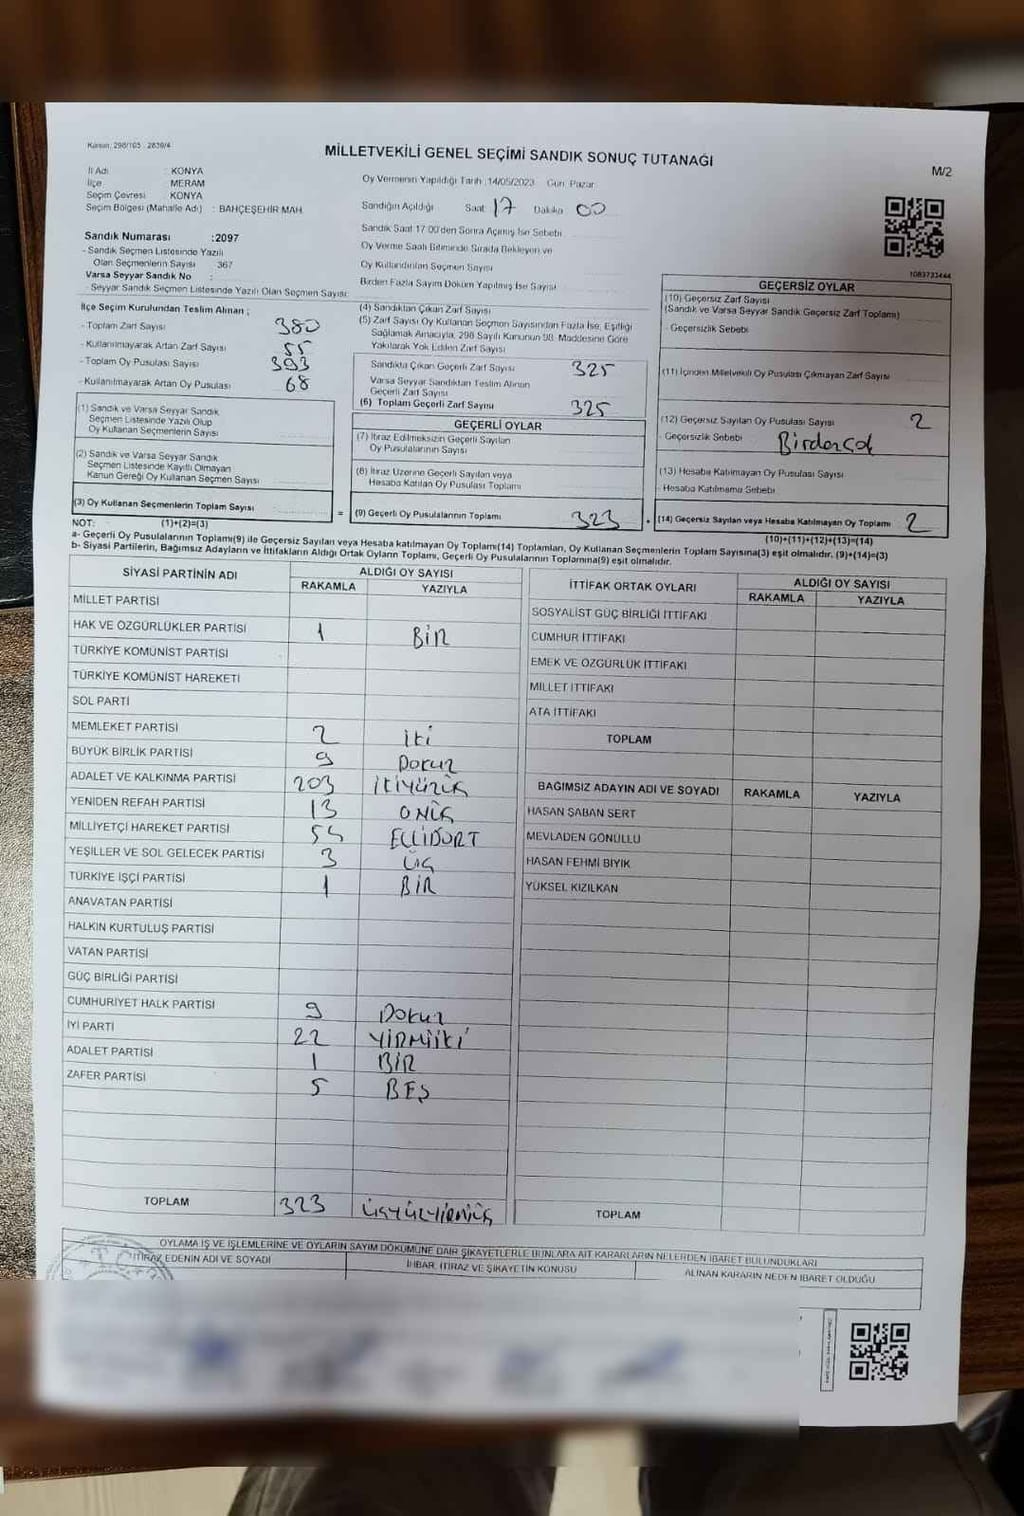 Kanun: 298/105 - 2839/4
MİLLETVEKİLİ GENEL SEÇİMİ SANDIK SONUÇ TUTANAĞI
M/2
İl Adı : KONYA
İlçe : MERAM
Seçim Çevresi : KONYA
Seçim Bölgesi (Mahalle Adı) : BAHÇEŞEHİR MAH.
Oy Vermenin Yapıldığı Tarih :14/05/2023 Gün: Pazar
Sandığın Açıldığı Saat 17 Dakika 00
Sandık Saat 17:00'den Sonra Açılmış İse Sebebi
Oy Verme Saati Bitiminde Sırada Bekleyen ve
Oy Kullandırılan Seçmen Sayısı
Birden Fazla Sayım Döküm Yapılmış İse Sayısı
Sandık Numarası :2097
- Sandık Seçmen Listesinde Yazılı
Olan Seçmenlerin Sayısı : 367
Varsa Seyyar Sandık No :
- Seyyar Sandık Seçmen Listesinde Yazılı Olan Seçmen Sayısı:
1083733444
İlçe Seçim Kurulundan Teslim Alınan ;
- Toplam Zarf Sayısı 380
- Kullanılmayarak Artan Zarf Sayısı 55
- Toplam Oy Pusulası Sayısı 393
- Kullanılmayarak Artan Oy Pusulası 68
(1) Sandık ve Varsa Seyyar Sandık
Seçmen Listesinde Yazılı Olup
Oy Kullanan Seçmenlerin Sayısı
(2) Sandık ve Varsa Seyyar Sandık
Seçmen Listesinde Kayıtlı Olmayan
Kanun Gereği Oy Kullanan Seçmen Sayısı
(3) Oy Kullanan Seçmenlerin Toplam Sayısı
(1)+(2)=(3)
(4) Sandıktan Çıkan Zarf Sayısı
(5) Zarf Sayısı Oy Kullanan Seçmen Sayısından Fazla İse, Eşitliği
Sağlamak Amacıyla, 298 Sayılı Kanunun 98. Maddesine Göre
Yakılarak Yok Edilen Zarf Sayısı
Sandıkta Çıkan Geçerli Zarf Sayısı 325
Varsa Seyyar Sandıktan Teslim Alınan
Geçerli Zarf Sayısı
(6) Toplam Geçerli Zarf Sayısı 325
GEÇERLİ OYLAR
(7) İtiraz Edilmeksizin Geçerli Sayılan
Oy Pusulalarının Sayısı
(8) İtiraz Üzerine Geçerli Sayılan veya
Hesaba Katılan Oy Pusulası Toplamı
= (9) Geçerli Oy Pusulalarının Toplamı 323
GEÇERSİZ OYLAR
(10) Geçersiz Zarf Sayısı
(Sandık ve Varsa Seyyar Sandık Geçersiz Zarf Toplamı)
- Geçersizlik Sebebi
(11) İçinden Milletvekili Oy Pusulası Çıkmayan Zarf Sayısı
(12) Geçersiz Sayılan Oy Pusulası Sayısı 2
- Geçersizlik Sebebi Birdençok
(13) Hesaba Katılmayan Oy Pusulası Sayısı
- Hesaba Katılmama Sebebi
+ (14) Geçersiz Sayılan veya Hesaba Katılmayan Oy Toplamı 2
(10)+(11)+(12)+(13)=(14)
NOT:
a- Geçerli Oy Pusulalarının Toplamı(9) ile Geçersiz Sayılan veya Hesaba katılmayan Oy Toplamı(14) Toplamları, Oy Kullanan Seçmenlerin Toplam Sayısına(3) eşit olmalıdır. (9)+(14)=(3)
b- Siyasi Partilerin, Bağımsız Adayların ve İttifakların Aldığı Ortak Oyların Toplamı, Geçerli Oy Pusulalarının Toplamına(9) eşit olmalıdır.
SİYASİ PARTİNİN ADI
ALDIĞI OY SAYISI
RAKAMLA YAZIYLA
MİLLET PARTİSİ
HAK VE ÖZGÜRLÜKLER PARTİSİ 1 BİR
TÜRKİYE KOMÜNİST PARTİSİ
TÜRKİYE KOMÜNİST HAREKETİ
SOL PARTİ
MEMLEKET PARTİSİ 2 iki
BÜYÜK BİRLİK PARTİSİ 9 Dokuz
ADALET VE KALKINMA PARTİSİ 203 ikiyüzüç
YENİDEN REFAH PARTİSİ 13 ONÜÇ
MİLLİYETÇİ HAREKET PARTİSİ 54 ELLİDÖRT
YEŞİLLER VE SOL GELECEK PARTİSİ 3 ÜÇ
TÜRKİYE İŞÇİ PARTİSİ 1 BİR
ANAVATAN PARTİSİ
HALKIN KURTULUŞ PARTİSİ
VATAN PARTİSİ
GÜÇ BİRLİĞİ PARTİSİ
CUMHURİYET HALK PARTİSİ 9 Dokuz
İYİ PARTİ 22 YİRMİİKİ
ADALET PARTİSİ 1 BİR
ZAFER PARTİSİ 5 BEŞ
TOPLAM 323 üçyüzyirmiüç
İTTİFAK ORTAK OYLARI
ALDIĞI OY SAYISI
RAKAMLA YAZIYLA
SOSYALİST GÜÇ BİRLİĞİ İTTİFAKI
CUMHUR İTTİFAKI
EMEK VE ÖZGÜRLÜK İTTİFAKI
MİLLET İTTİFAKI
ATA İTTİFAKI
TOPLAM
BAĞIMSIZ ADAYIN ADI VE SOYADI RAKAMLA YAZIYLA
HASAN ŞABAN SERT
MEVLADEN GÖNÜLLÜ
HASAN FEHMİ BIYIK
YÜKSEL KIZILKAN
TOPLAM
OYLAMA İŞ VE İŞLEMLERİNE VE OYLARIN SAYIM DÖKÜMÜNE DAİR ŞİKAYETLERLE BUNLARA AİT KARARLARIN NELERDEN İBARET BULUNDUKLARI
İTİRAZ EDENİN ADI VE SOYADI
İHBAR, İTİRAZ VE ŞİKAYETİN KONUSU
ALINAN KARARIN NEDEN İBARET OLDUĞU
T.C.